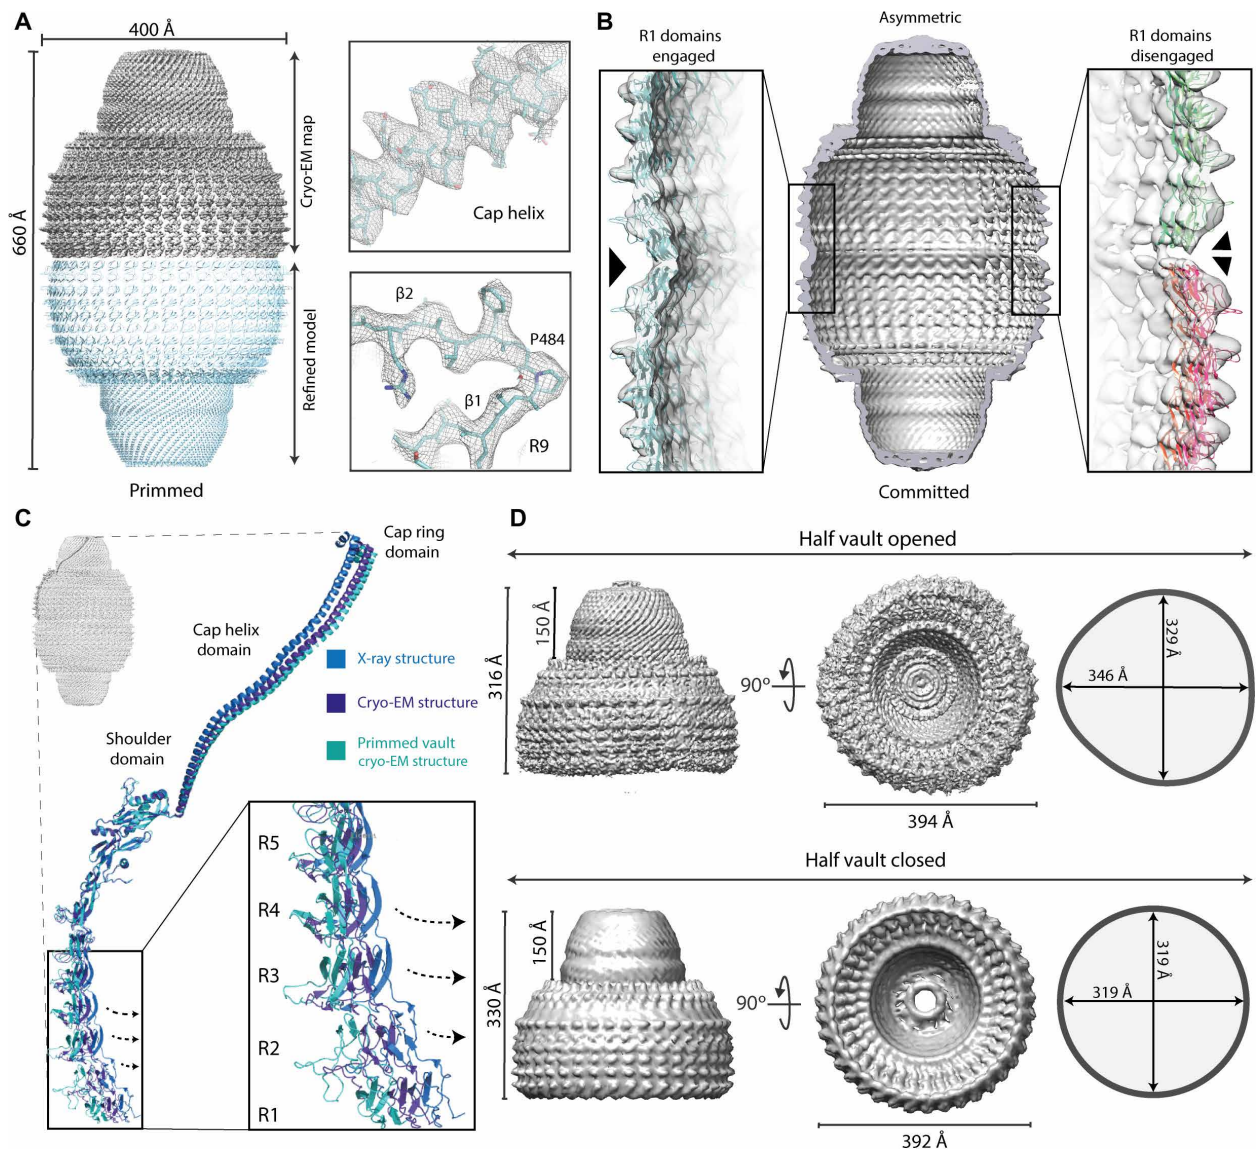 A
400 Å
660 Å
Cryo-EM map
Refined model
Primmed
Cap helix
β2
P484
β1
R9
B
Asymmetric
R1 domains
engaged
R1 domains
disengaged
Committed
C
Cap ring
domain
Cap helix
domain
X-ray structure
Cryo-EM structure
Primmed vault
cryo-EM structure
Shoulder
domain
R5
R4
R3
R2
R1
D
Half vault opened
316 Å
150 Å
90°
394 Å
329 Å
346 Å
Half vault closed
330 Å
150 Å
90°
392 Å
319 Å
319 Å